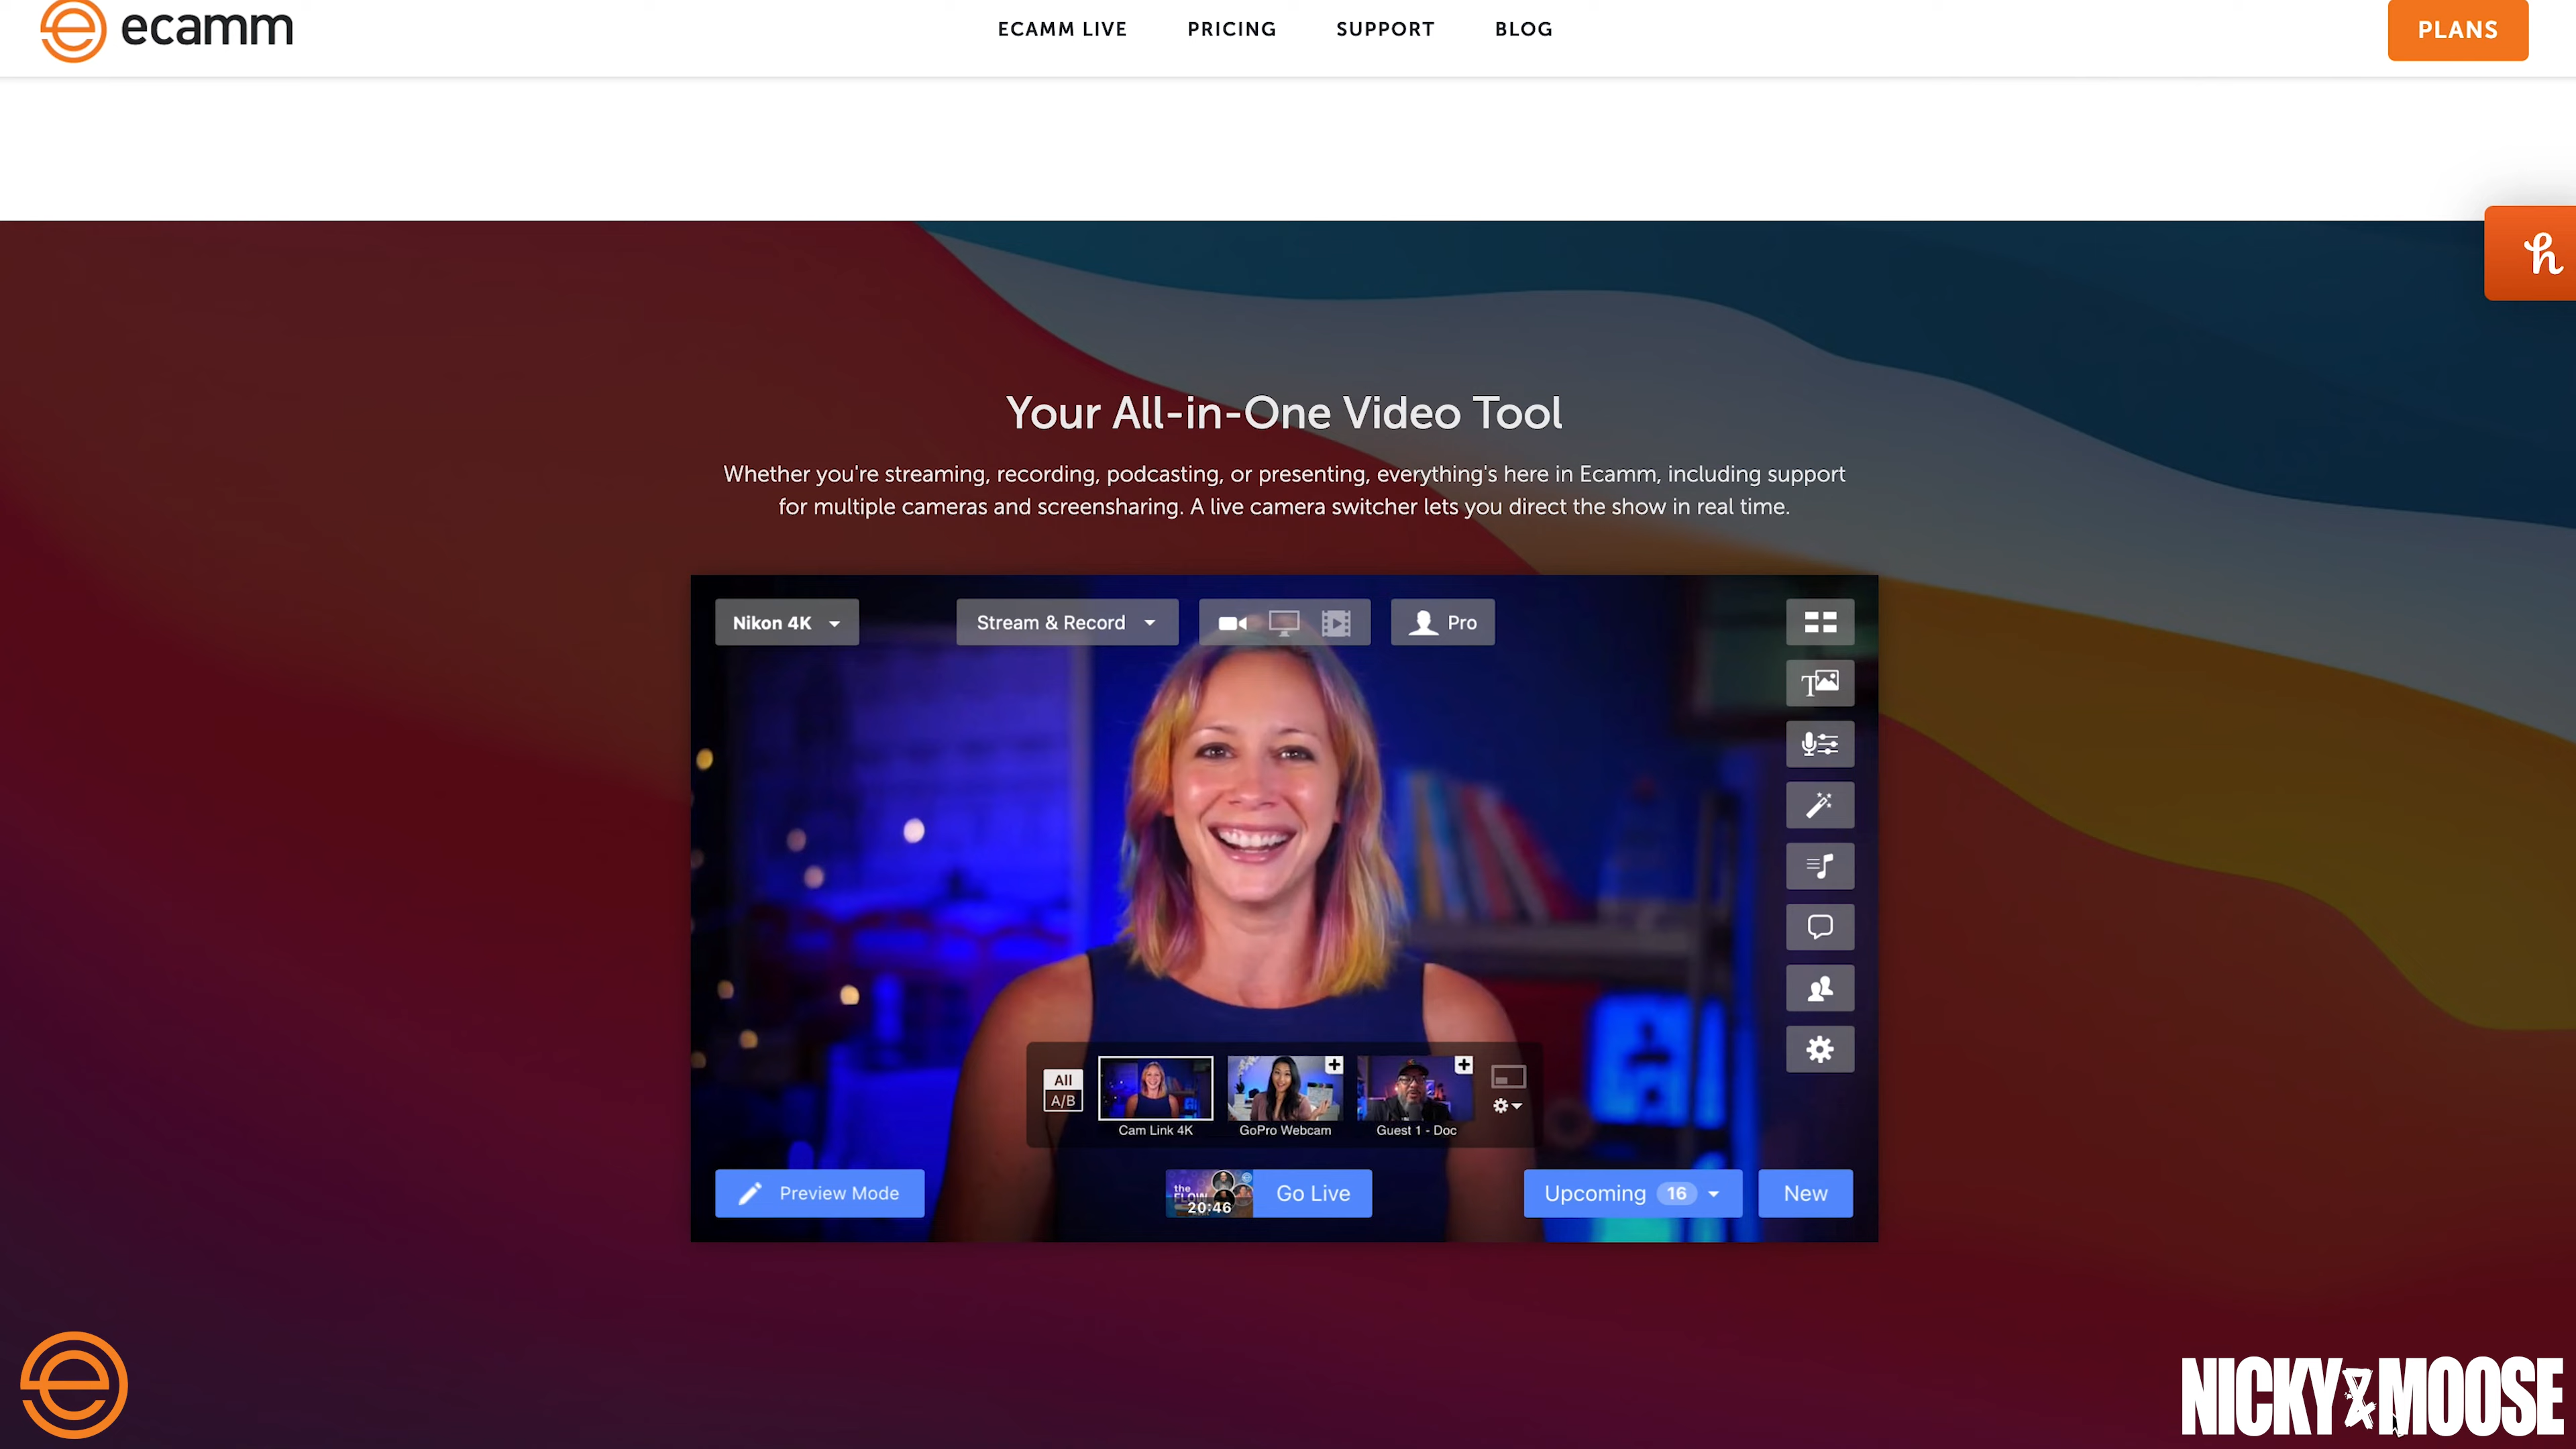 ecamm
ECAMM LIVE
PRICING
SUPPORT
BLOG
PLANS
h
Your All-in-One Video Tool
Whether you're streaming, recording, podcasting, or presenting, everything's here in Ecamm, including support
for multiple cameras and screensharing. A live camera switcher lets you direct the show in real time.
Nikon 4K
Stream & Record
Pro
T
All
A/B
Cam Link 4K
GoPro Webcam
Guest 1 - Doc
Preview Mode
the
FLOW
20:46
Go Live
Upcoming 16
New
NICKY & MOOSE